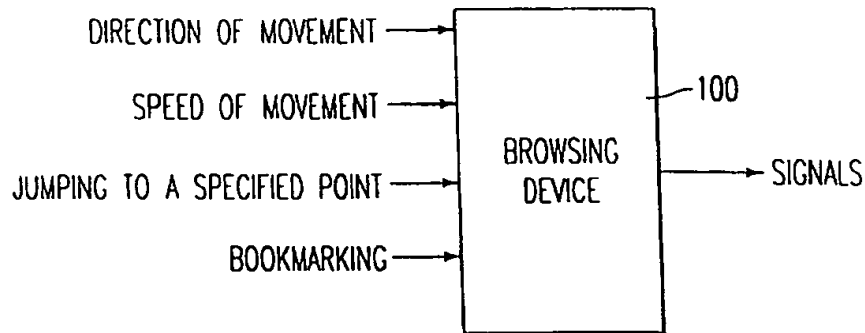 DIRECTION OF MOVEMENT
SPEED OF MOVEMENT
JUMPING TO A SPECIFIED POINT
BOOKMARKING
BROWSING
DEVICE
100
SIGNALS